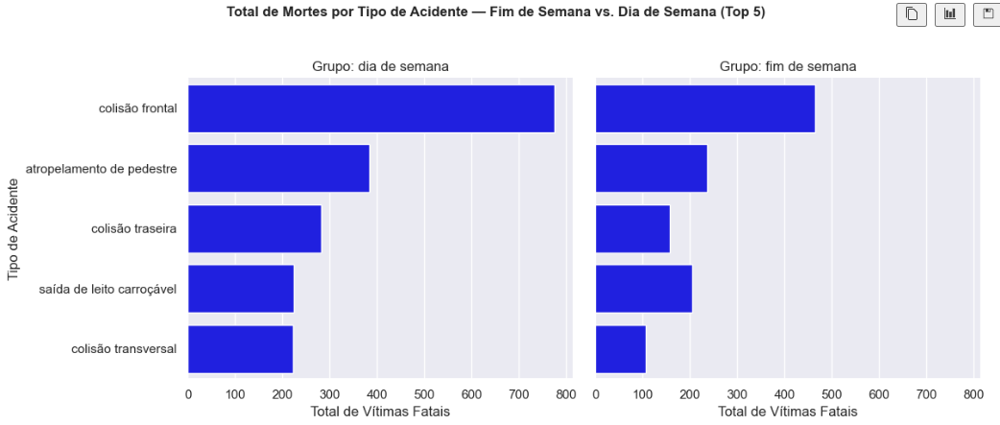 Total de Mortes por Tipo de Acidente — Fim de Semana vs. Dia de Semana (Top 5)
Grupo: dia de semana
Grupo: fim de semana
Tipo de Acidente
colisão frontal
atropelamento de pedestre
colisão traseira
saída de leito carroçável
colisão transversal
0 100 200 300 400 500 600 700 800
0 100 200 300 400 500 600 700 800
Total de Vítimas Fatais
Total de Vítimas Fatais